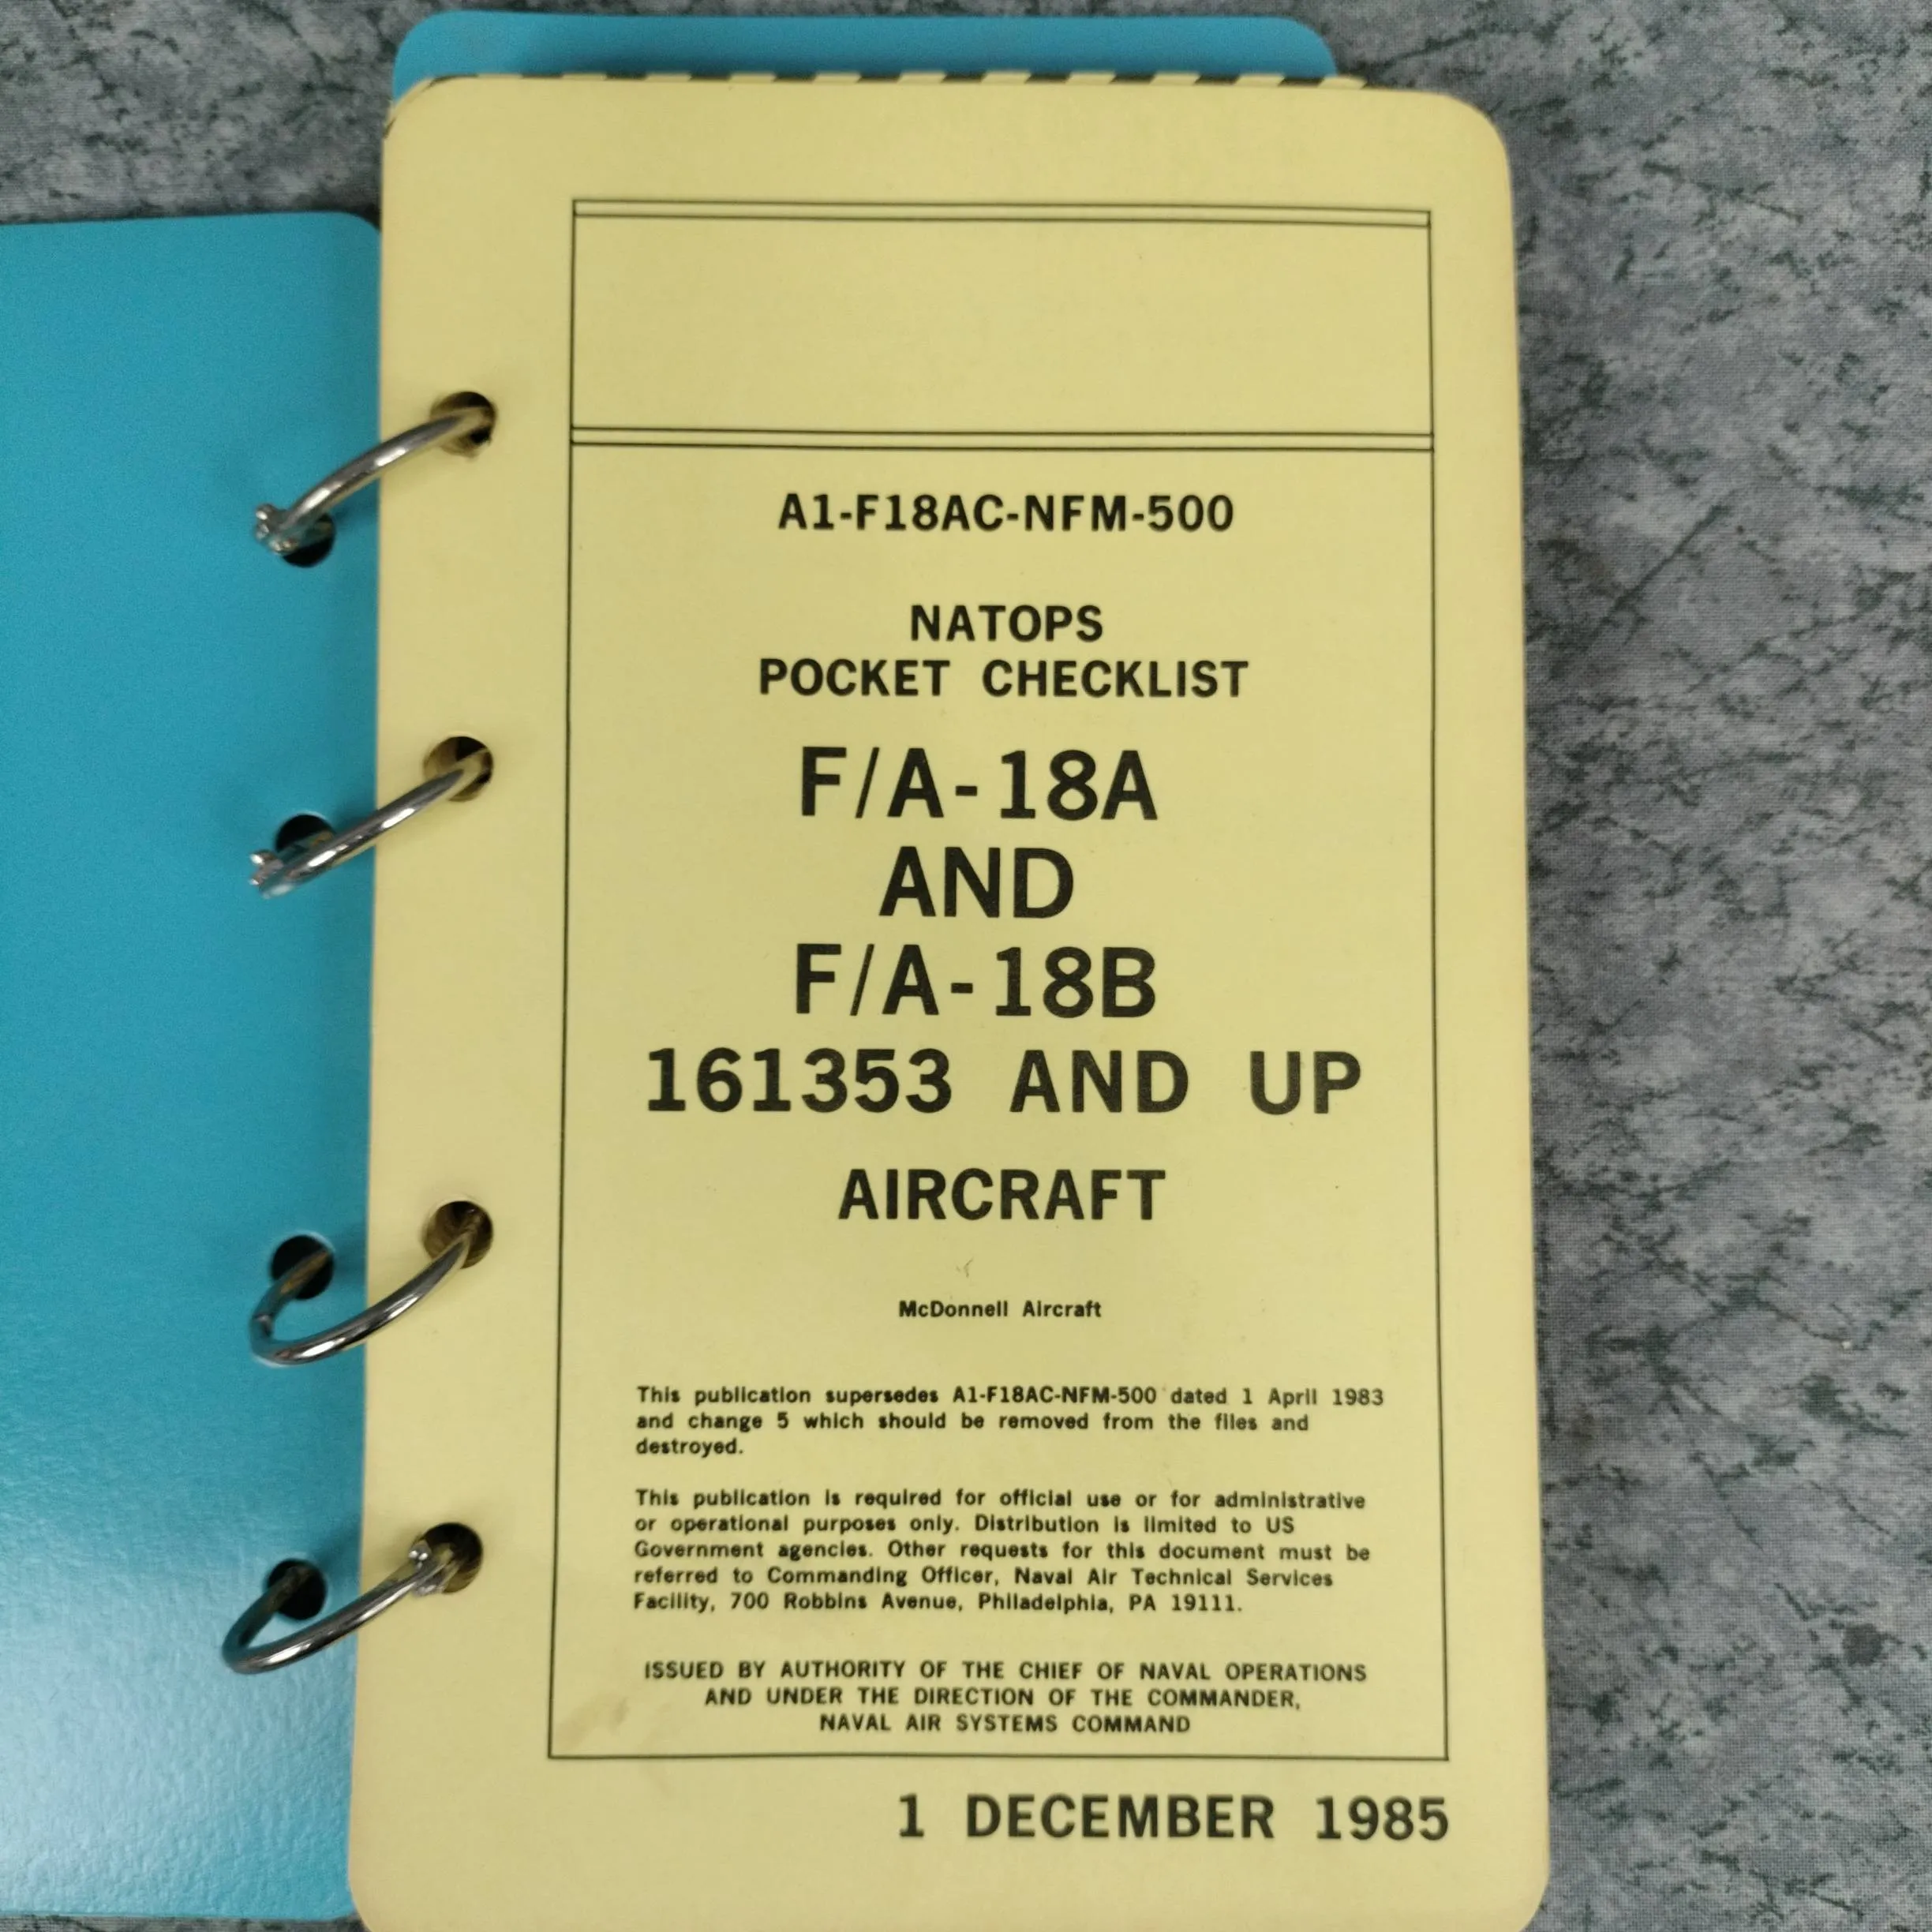 A1-F18AC-NFM-500
NATOPS
POCKET CHECKLIST
F/A-18A
AND
F/A-18B
161353 AND UP
AIRCRAFT
McDonnell Aircraft
This publication supersedes A1-F18AC-NFM-500 dated 1 April 1983
and change 5 which should be removed from the files and
destroyed.
This publication is required for official use or for administrative
or operational purposes only. Distribution is limited to US
Government agencies. Other requests for this document must be
referred to Commanding Officer, Naval Air Technical Services
Facility, 700 Robbins Avenue, Philadelphia, PA 19111.
ISSUED BY AUTHORITY OF THE CHIEF OF NAVAL OPERATIONS
AND UNDER THE DIRECTION OF THE COMMANDER,
NAVAL AIR SYSTEMS COMMAND
1 DECEMBER 1985